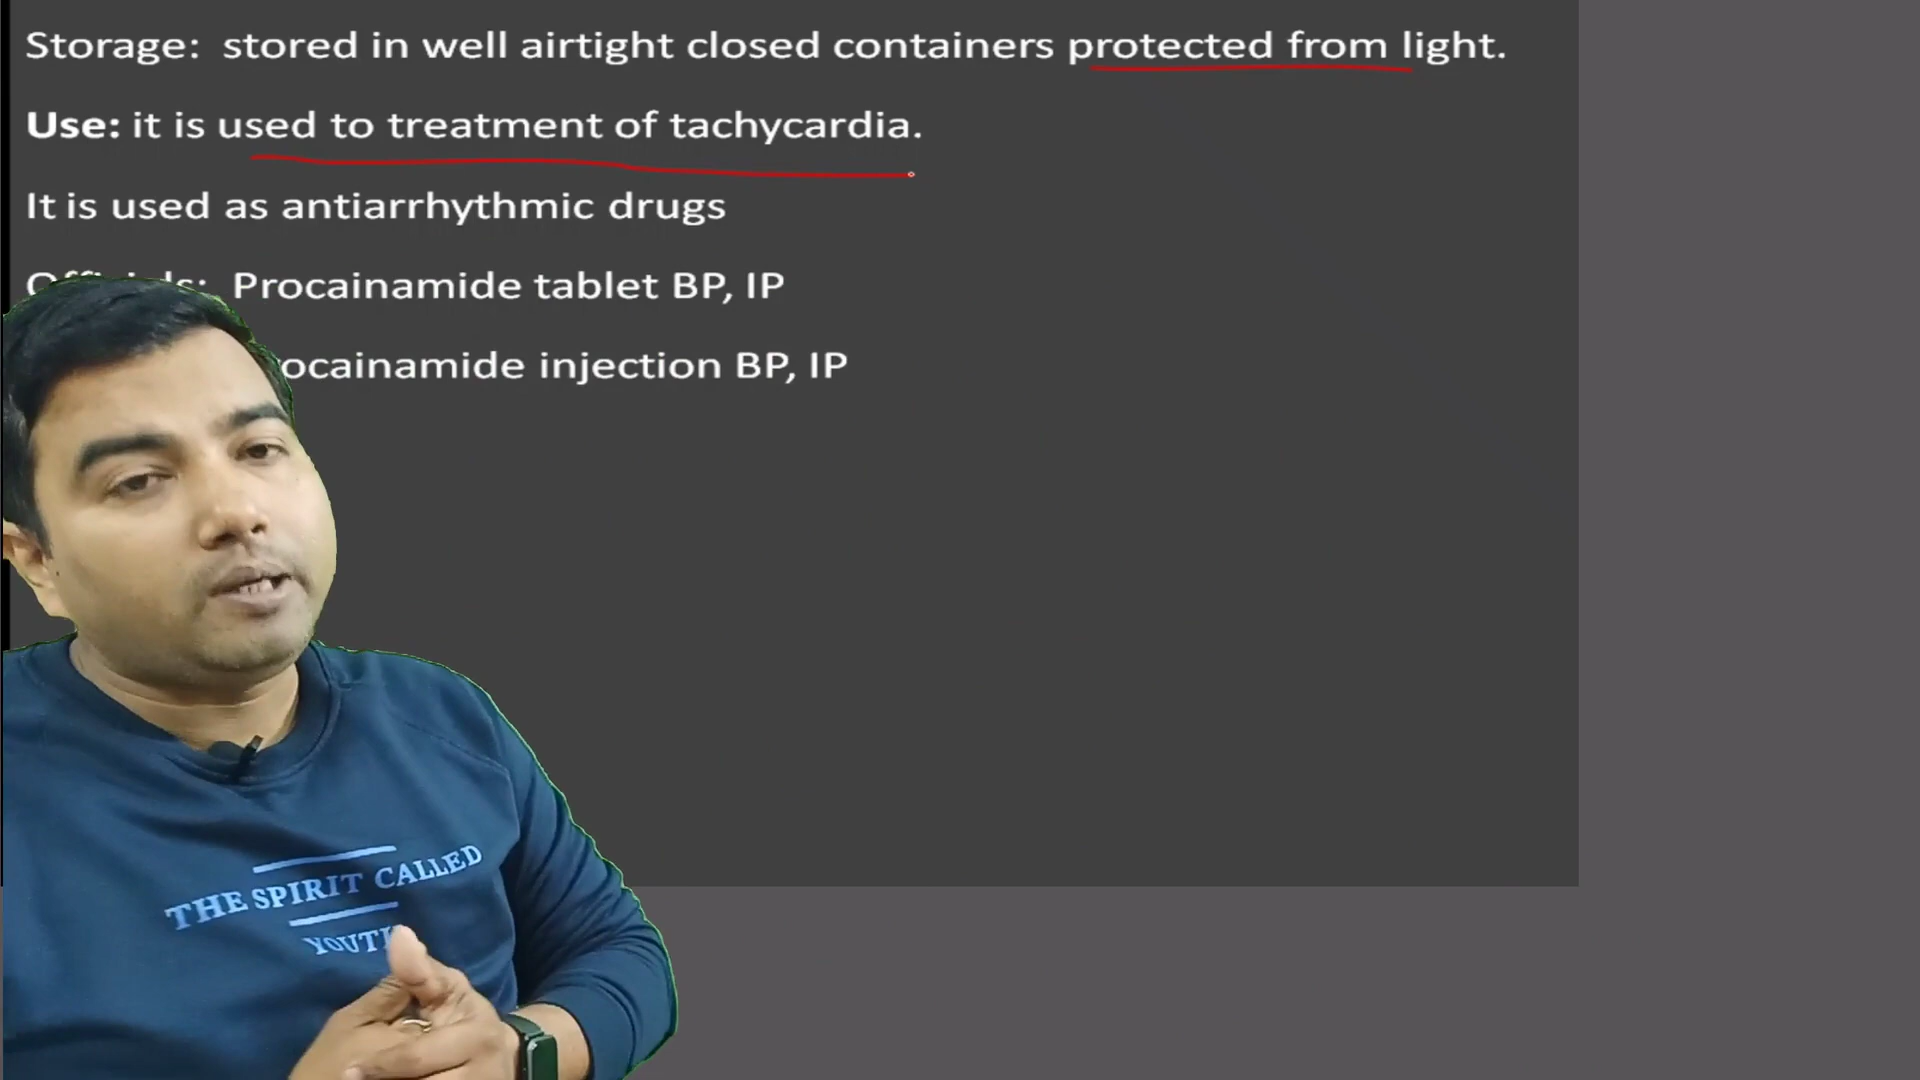 Storage: stored in well airtight closed containers protected from light.
Use: it is used to treatment of tachycardia.
It is used as antiarrhythmic drugs
Procainamide tablet BP, IP
injection BP, IP
THE SPIRIT CALLED